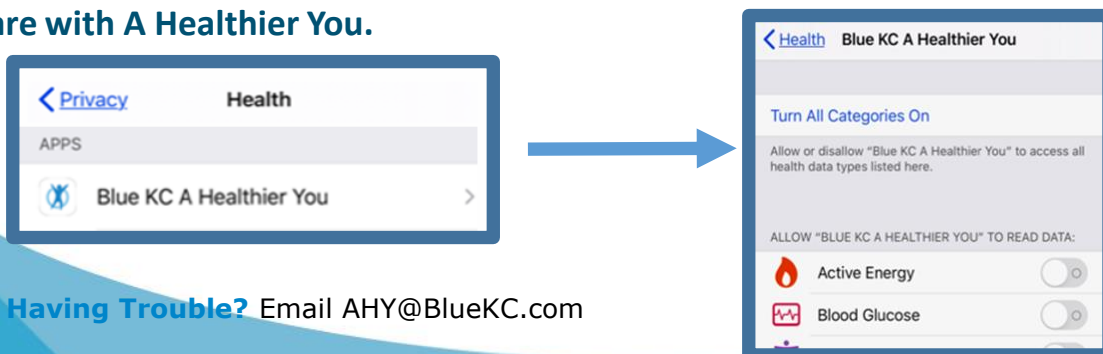 with A Healthier You.
Privacy Health
APPS
Blue KC A Healthier You
Health Blue KC A Healthier You
Turn All Categories On
Allow or disallow “Blue KC A Healthier You” to access all
health data types listed here.
ALLOW “BLUE KC A HEALTHIER YOU” TO READ DATA:
Active Energy
Blood Glucose
Having Trouble? Email AHY@BlueKC.com